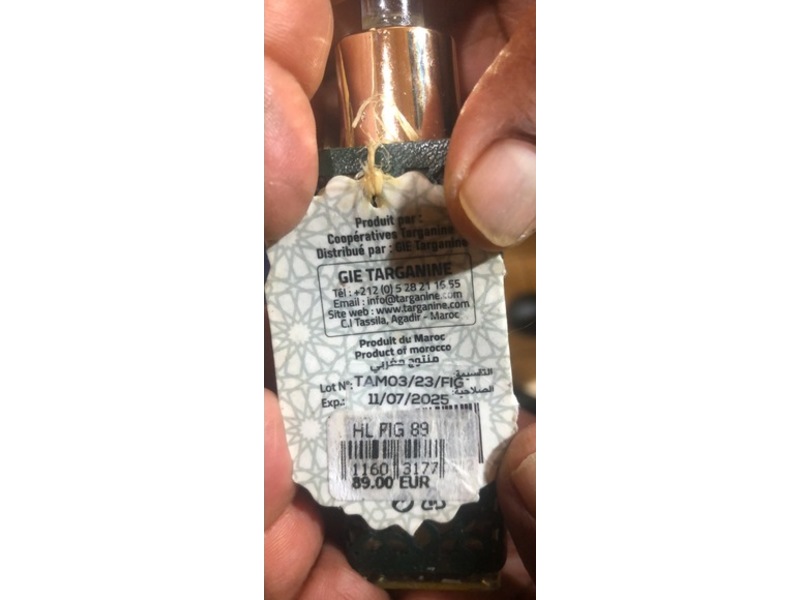 Produit par :
Coopératives Targanine
Distribué par : GIE Targanine
GIE TARGANINE
Tél : +212 (0) 5 28 21 16 55
Email : info@targanine.com
Site web : www.targanine.com
C.I Tassila, Agadir - Maroc
Produit du Maroc
Product of morocco
منتوج مغربي
Lot N°: TAM03/23/FIG
Exp.: 11/07/2025 الصلاحية:
HL FIG 89
1160 3177
89.00 EUR